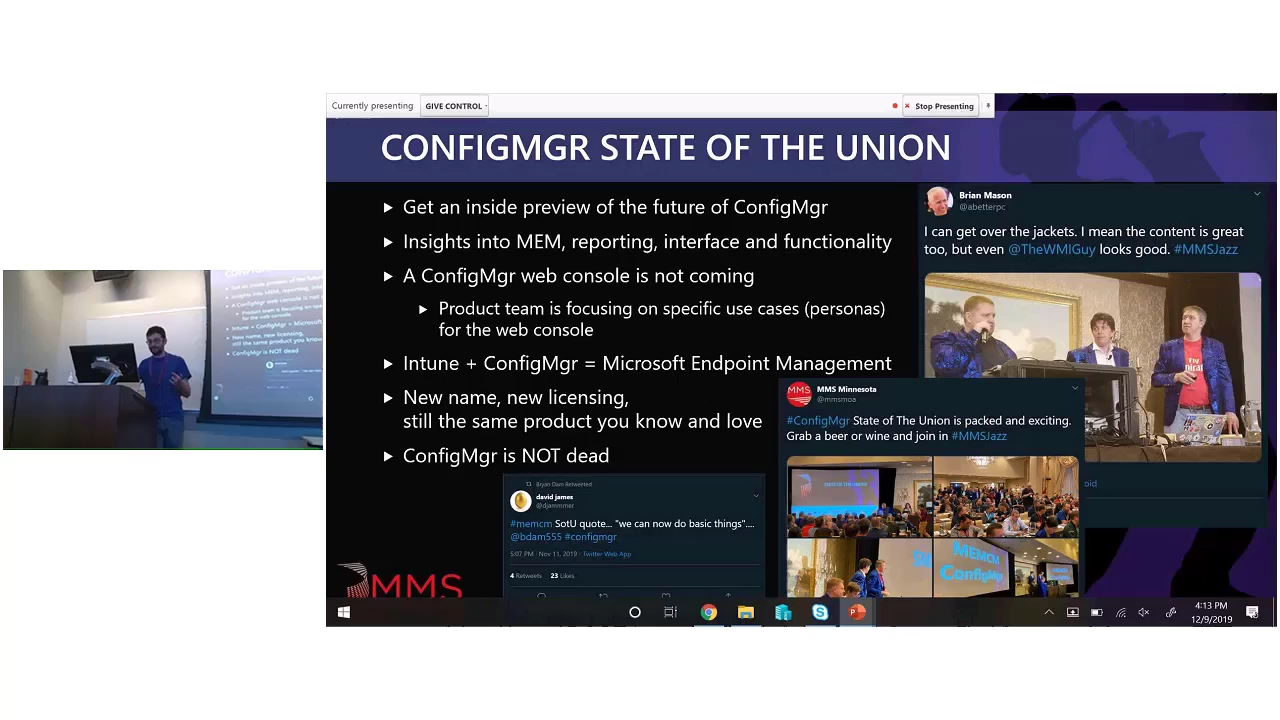 Currently presenting
GIVE CONTROL
Stop Presenting
CONFIGMGR STATE OF THE UNION
Get an inside preview of the future of ConfigMgr
Insights into MEM, reporting, interface and functionality
A ConfigMgr web console is not coming
Product team is focusing on specific use cases (personas)
for the web console
Intune + ConfigMgr = Microsoft Endpoint Management
New name, new licensing,
still the same product you know and love
ConfigMgr is NOT dead
Brian Mason
@abetterpc
I can get over the jackets. I mean the content is great
too, but even @TheWMIGuy looks good. #MMSJazz
MMS
MMS Minnesota
@mmsmoa
#ConfigMgr State of The Union is packed and exciting.
Grab a beer or wine and join in #MMSJazz
MEMCM
ConfigMgr
oid
Bryan Dam Retweeted
david james
@djammmer
#memcm SotU quote... "we can now do basic things"....
@bdam555 #configmgr
5:07 PM · Nov 11, 2019 · Twitter Web App
4 Retweets 23 Likes
MMS
4:13 PM
12/9/2019